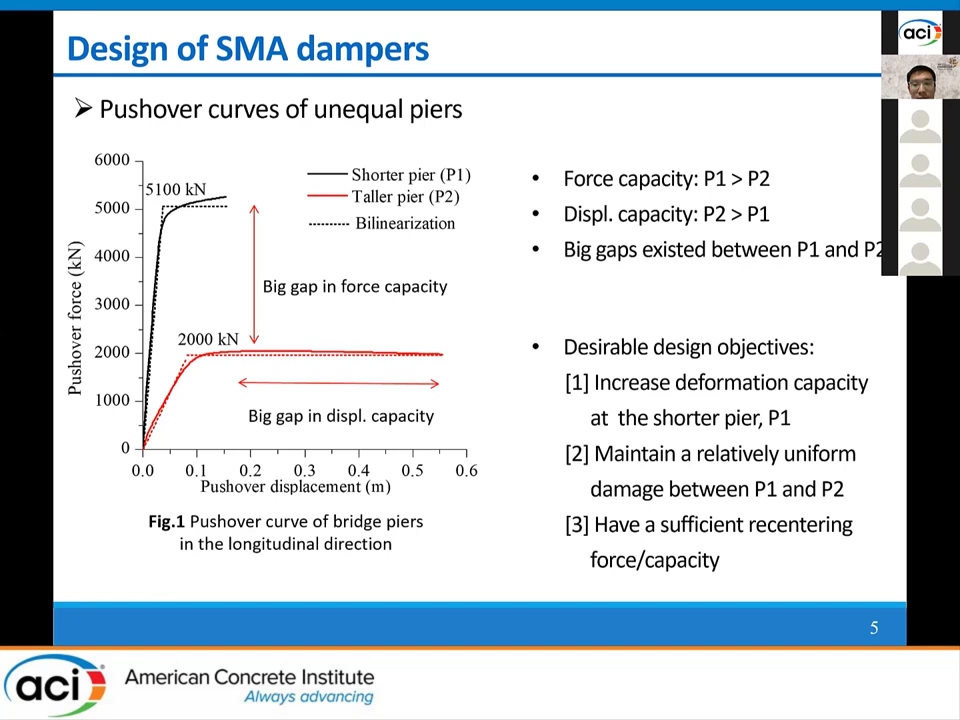 Design of SMA dampers
aci
➢ Pushover curves of unequal piers
6000
5000
4000
3000
2000
1000
0
Pushover force (kN)
5100 kN
Shorter pier (P1)
Taller pier (P2)
Bilinearization
Big gap in force capacity
2000 kN
Big gap in displ. capacity
0.0 0.1 0.2 0.3 0.4 0.5 0.6
Pushover displacement (m)
Fig.1 Pushover curve of bridge piers
in the longitudinal direction
• Force capacity: P1 > P2
• Displ. capacity: P2 > P1
• Big gaps existed between P1 and P2
• Desirable design objectives:
[1] Increase deformation capacity
at the shorter pier, P1
[2] Maintain a relatively uniform
damage between P1 and P2
[3] Have a sufficient recentering
force/capacity
5
aci
American Concrete Institute
Always advancing